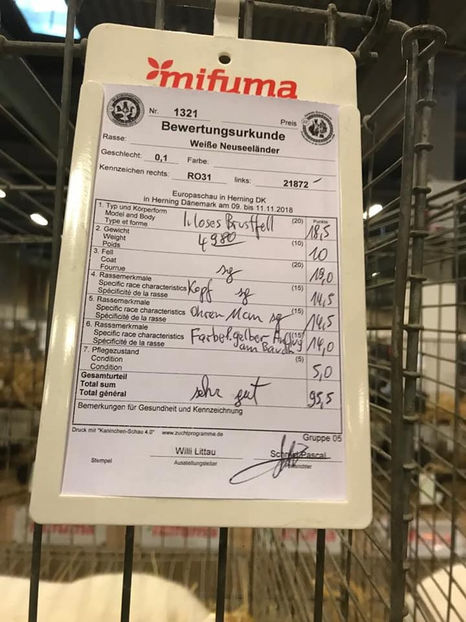 mifuma
Nr. 1321 Preis
Bewertungsurkunde
Rasse: Weiße Neuseeländer
Geschlecht: 0,1 Farbe:
Kennzeichen rechts: RO31 links: 21872
Europaschau in Herning DK
in Herning Dänemark am 09. bis 11.11.2018
1. Typ und Körperform (20) Punkte
Model and Body l. loses Brustfell 18,5
Type et forme
2. Gewicht (10)
Weight 4980 10
Poids
3. Fell (20)
Coat sg 19,0
Fourrue
4. Rassemerkmale (15)
Specific race characteristics Kopf sg 14,5
Spécificité de la rasse
5. Rassemerkmale (15)
Specific race characteristics Ohren sg 14,5
Spécificité de la rasse
6. Rassemerkmale (15)
Specific race characteristics Farbe l. gelber Anflug 14,0
Spécificité de la rasse am Bauch
7. Pflegezustand (5)
Condition 5,0
Condition
Gesamturteil
Total sum sehr gut 95,5
Total général
Bemerkungen für Gesundheit und Kennzeichnung
Druck mit "Kaninchen-Schau 4.0" www.zuchtprogramme.de Gruppe 05
Willi Littau Pascal
Stempel Ausstellungsleiter